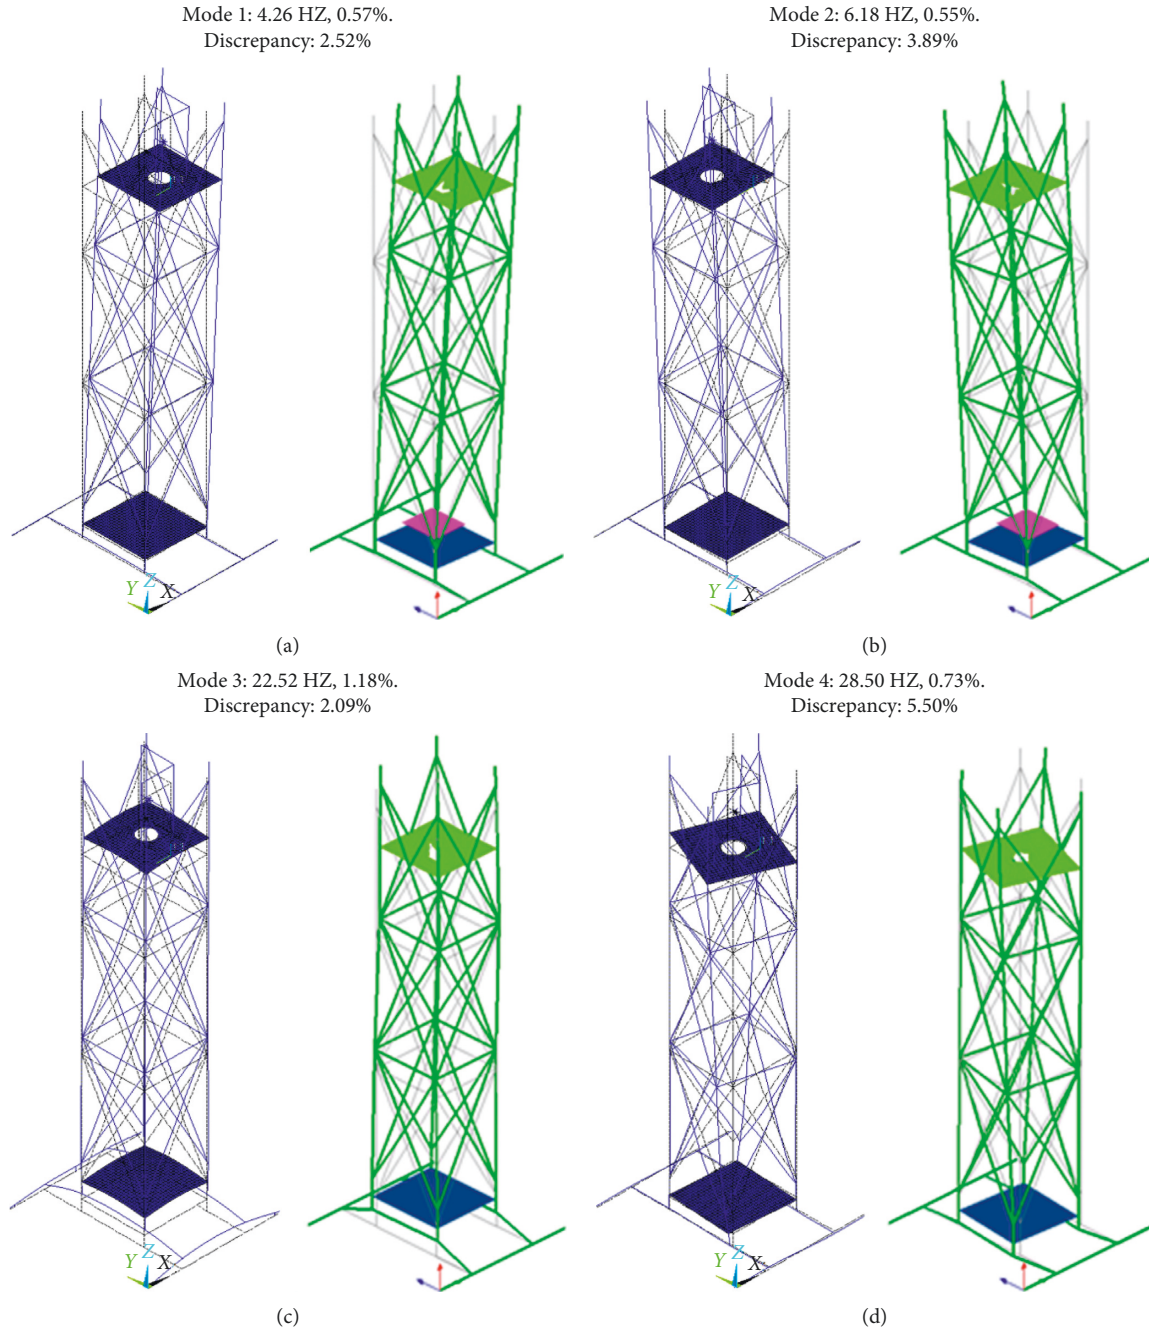 Mode 1: 4.26 HZ, 0.57%.
Discrepancy: 2.52%
Mode 2: 6.18 HZ, 0.55%.
Discrepancy: 3.89%
Y Z X
Y Z X
(a)
(b)
Mode 3: 22.52 HZ, 1.18%.
Discrepancy: 2.09%
Mode 4: 28.50 HZ, 0.73%.
Discrepancy: 5.50%
Y Z X
Y Z X
(c)
(d)